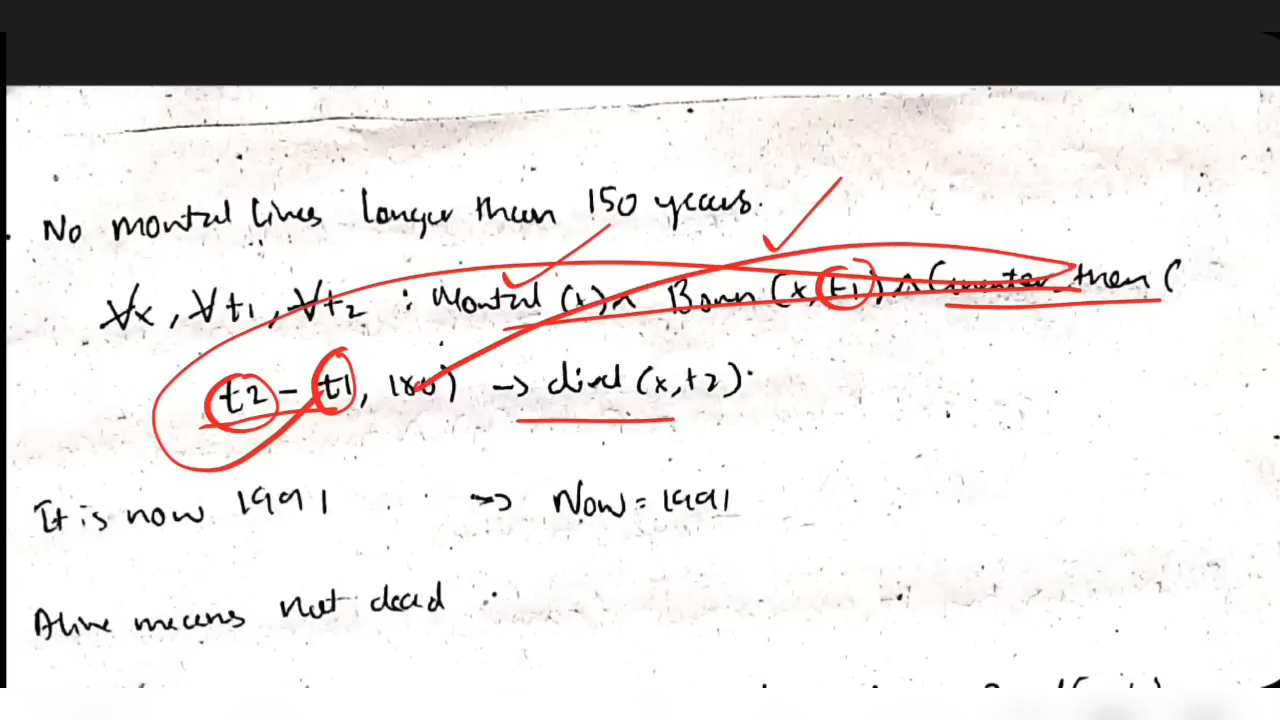 No mortal lives longer than 150 years.
∀x, ∀t1, ∀t2 : Mortal (x) ∧ Born (x, t1) ∧ Greater then (
t2 - t1, 150) → died (x, t2).
It is now 1991 → Now = 1991
Alive means not dead